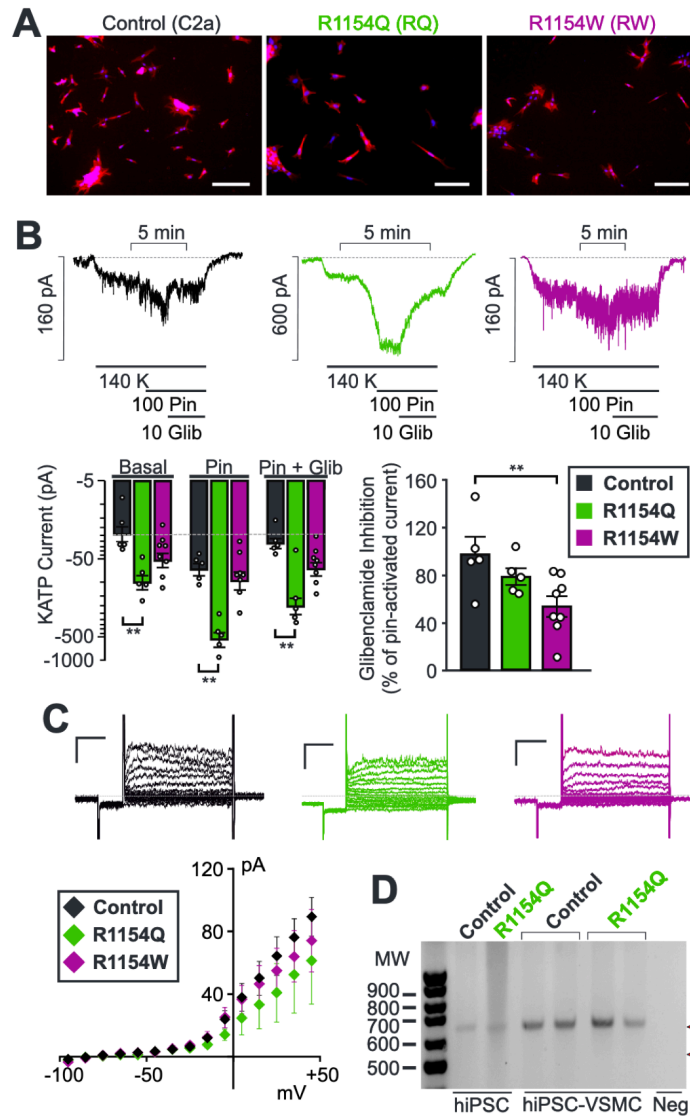 A
Control (C2a)
R1154Q (RQ)
R1154W (RW)
B
5 min
5 min
5 min
160 pA
600 pA
160 pA
140 K
100 Pin
10 Glib
140 K
100 Pin
10 Glib
140 K
100 Pin
10 Glib
KATP Current (pA)
-5
-50
-500
-1000
Basal
Pin
Pin + Glib
**
**
**
Glibenclamide Inhibition
(% of pin-activated current)
160
120
80
40
0
**
Control
R1154Q
R1154W
C
pA
120
80
40
-100
-50
+50
mV
Control
R1154Q
R1154W
D
Control
R1154Q
Control
R1154Q
MW
900
800
700
600
500
hiPSC
hiPSC-VSMC
Neg